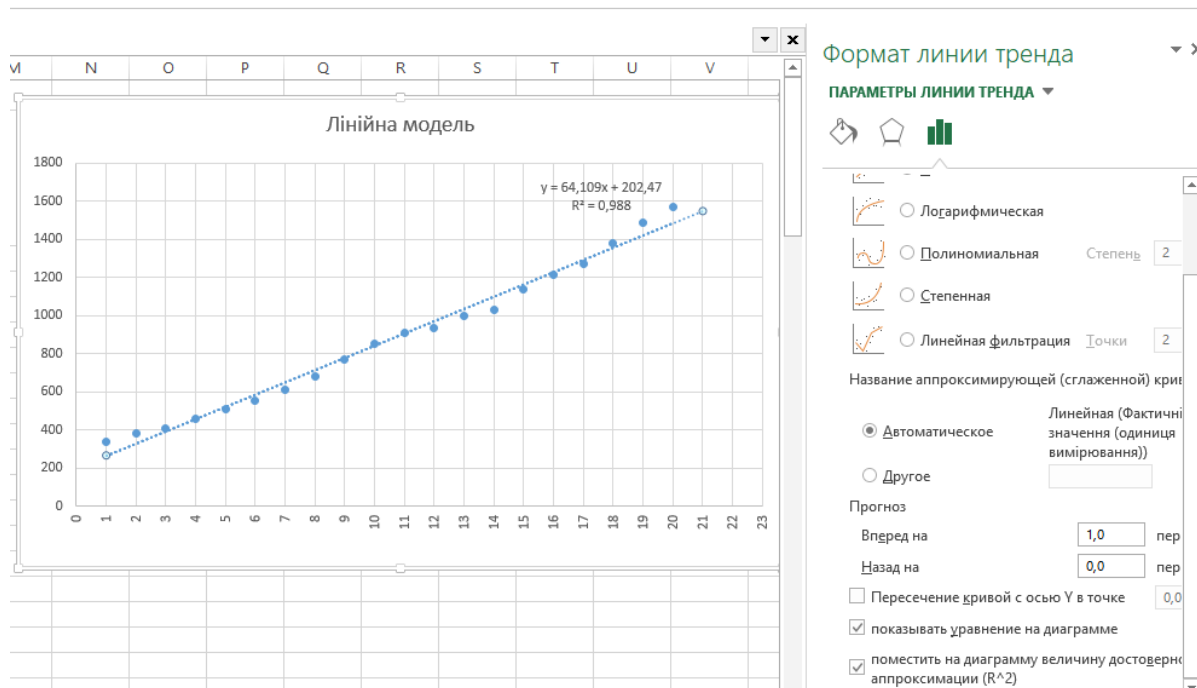 M N O P Q R S T U V
Лінійна модель
1800
1600
1400
1200
1000
800
600
400
200
0
y = 64,109x + 202,47
R² = 0,988
0 1 2 3 4 5 6 7 8 9 10 11 12 13 14 15 16 17 18 19 20 21 22 23
Формат линии тренда
ПАРАМЕТРЫ ЛИНИИ ТРЕНДА
Логарифмическая
Полиномиальная Степень 2
Степенная
Линейная фильтрация Точки 2
Название аппроксимирующей (сглаженной) крив
Автоматическое
Линейная (Фактичні
значення (одиниця
вимірювання))
Другое
Прогноз
Вперед на 1,0 пер
Назад на 0,0 пер
Пересечение кривой с осью Y в точке 0,0
показывать уравнение на диаграмме
поместить на диаграмму величину достоверно
аппроксимации (R^2)